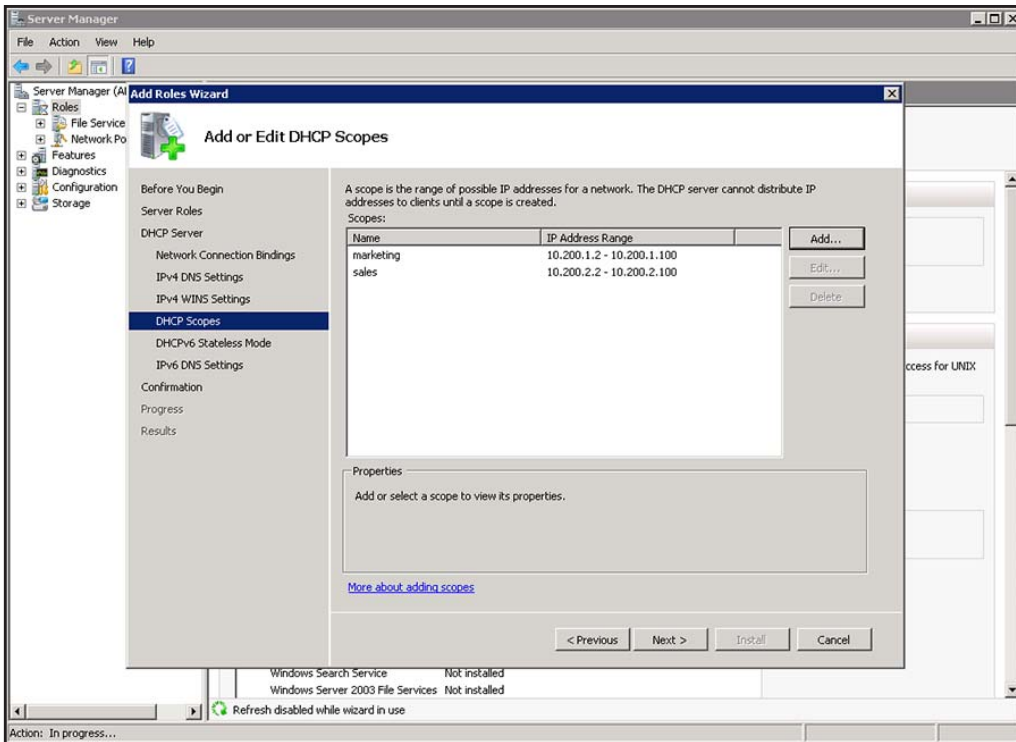 Server Manager
File Action View Help
Server Manager (Al
Roles
File Service
Network Po
Features
Diagnostics
Configuration
Storage
Add Roles Wizard
Add or Edit DHCP Scopes
Before You Begin
Server Roles
DHCP Server
Network Connection Bindings
IPv4 DNS Settings
IPv4 WINS Settings
DHCP Scopes
DHCPv6 Stateless Mode
IPv6 DNS Settings
Confirmation
Progress
Results
A scope is the range of possible IP addresses for a network. The DHCP server cannot distribute IP
addresses to clients until a scope is created.
Scopes:
Name IP Address Range
marketing 10.200.1.2 - 10.200.1.100
sales 10.200.2.2 - 10.200.2.100
Add...
Edit...
Delete
Properties
Add or select a scope to view its properties.
More about adding scopes
< Previous Next > Install Cancel
ccess for UNIX
Windows Search Service Not installed
Windows Server 2003 File Services Not installed
Refresh disabled while wizard in use
Action: In progress...